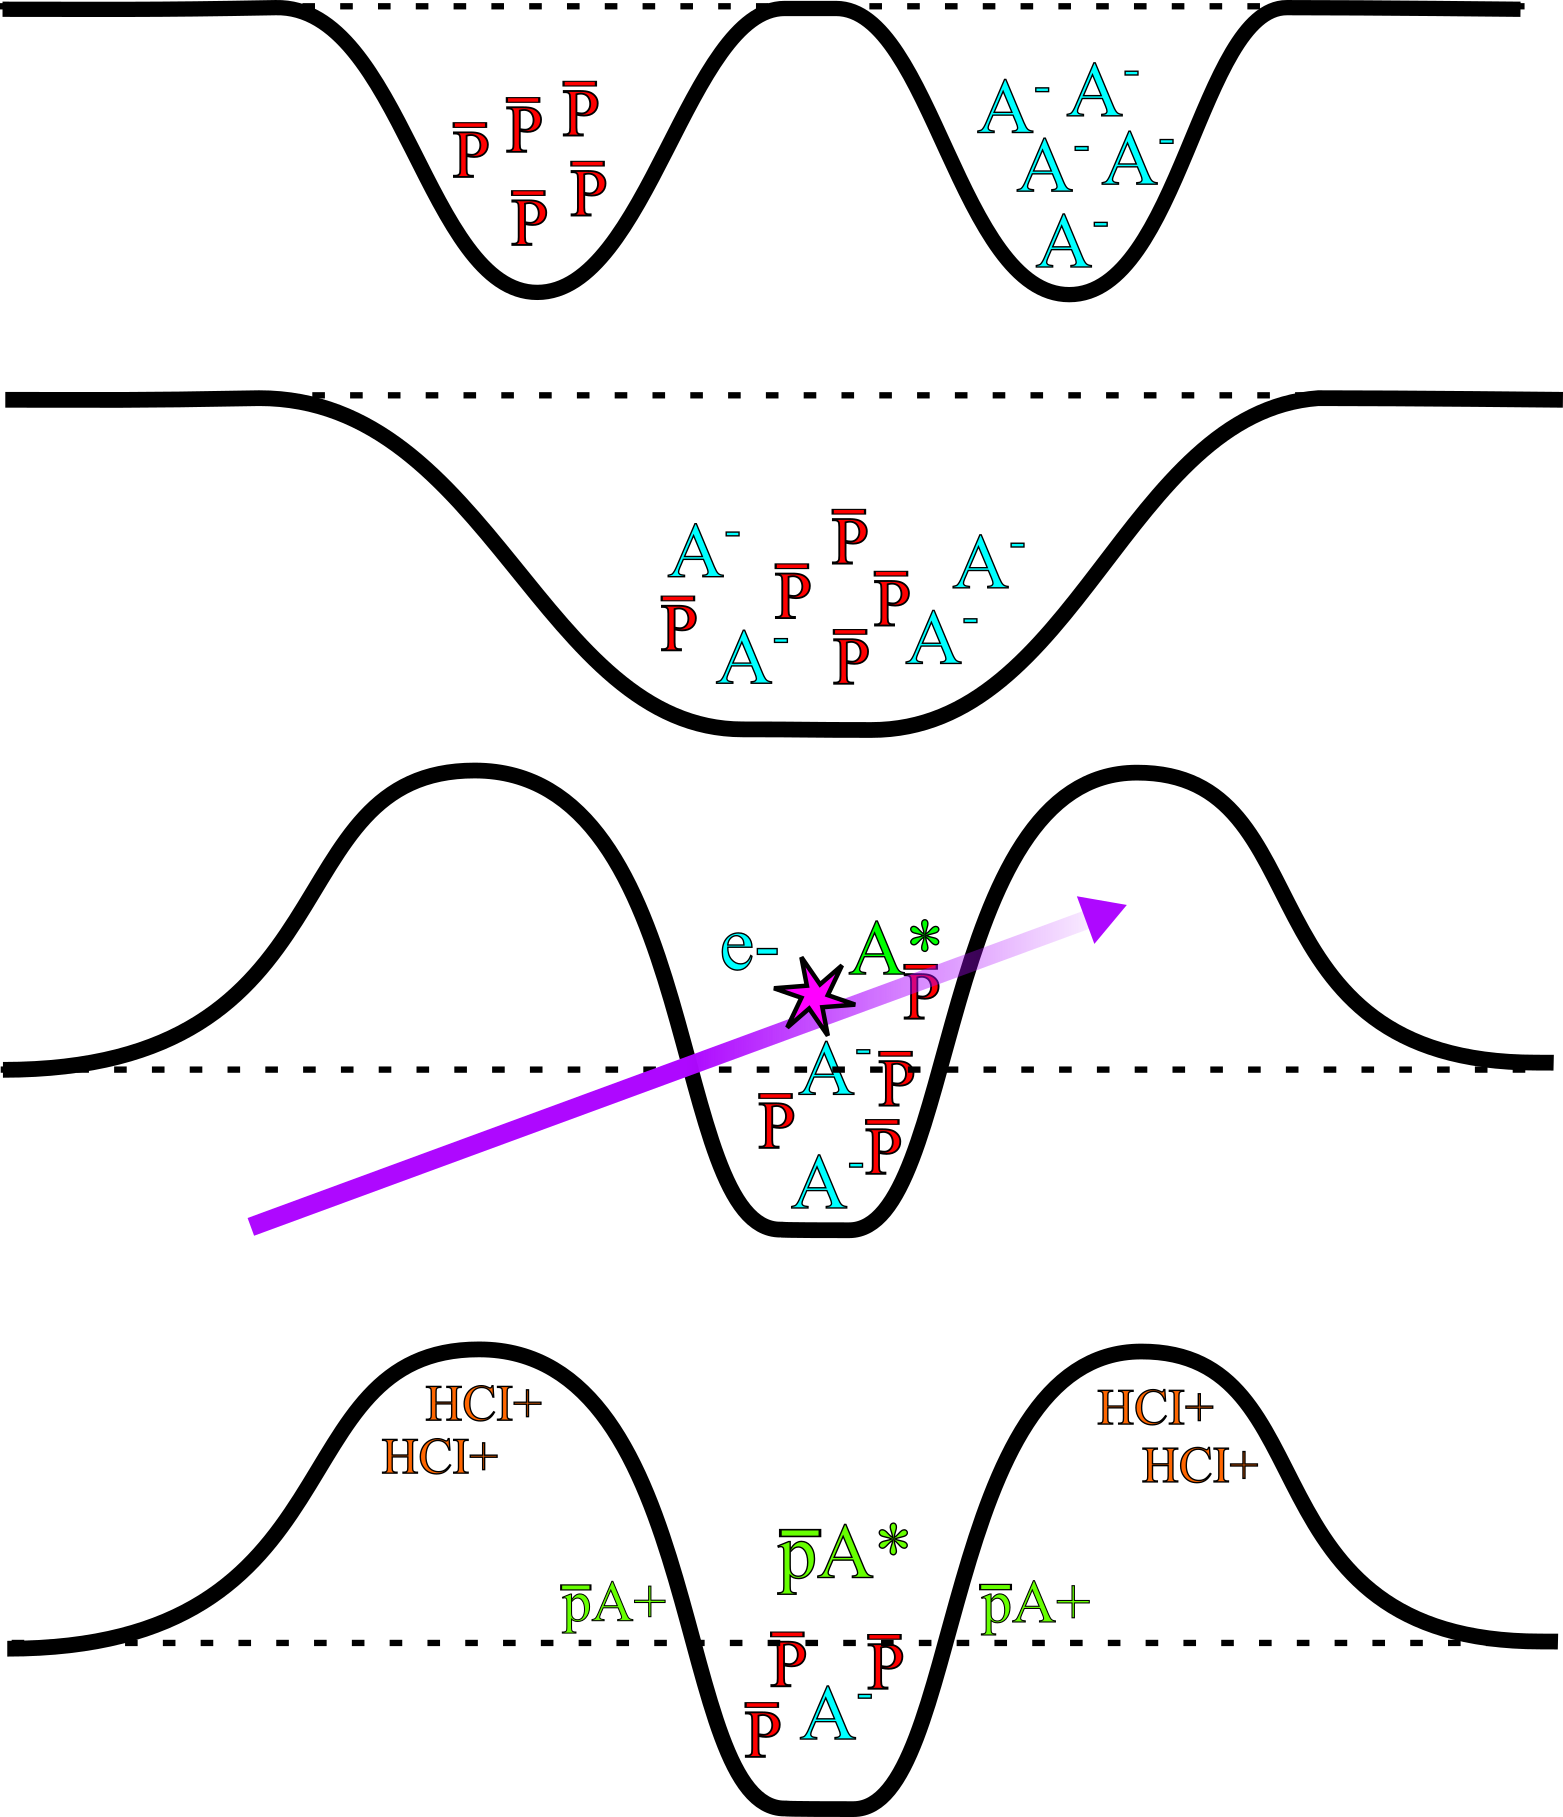 P̅ P̅ P̅ A⁻ A⁻
P̅ P̅ A⁻ A⁻
A⁻
A⁻ P̅ A⁻
P̅ P̅ P̅ A⁻ P̅ A⁻
e- A*
P̅
A⁻ P̅
P̅ P̅
A⁻
HCI+ HCI+
HCI+ HCI+
p̅A*
p̅A+ p̅A+
P̅ P̅
P̅ A⁻